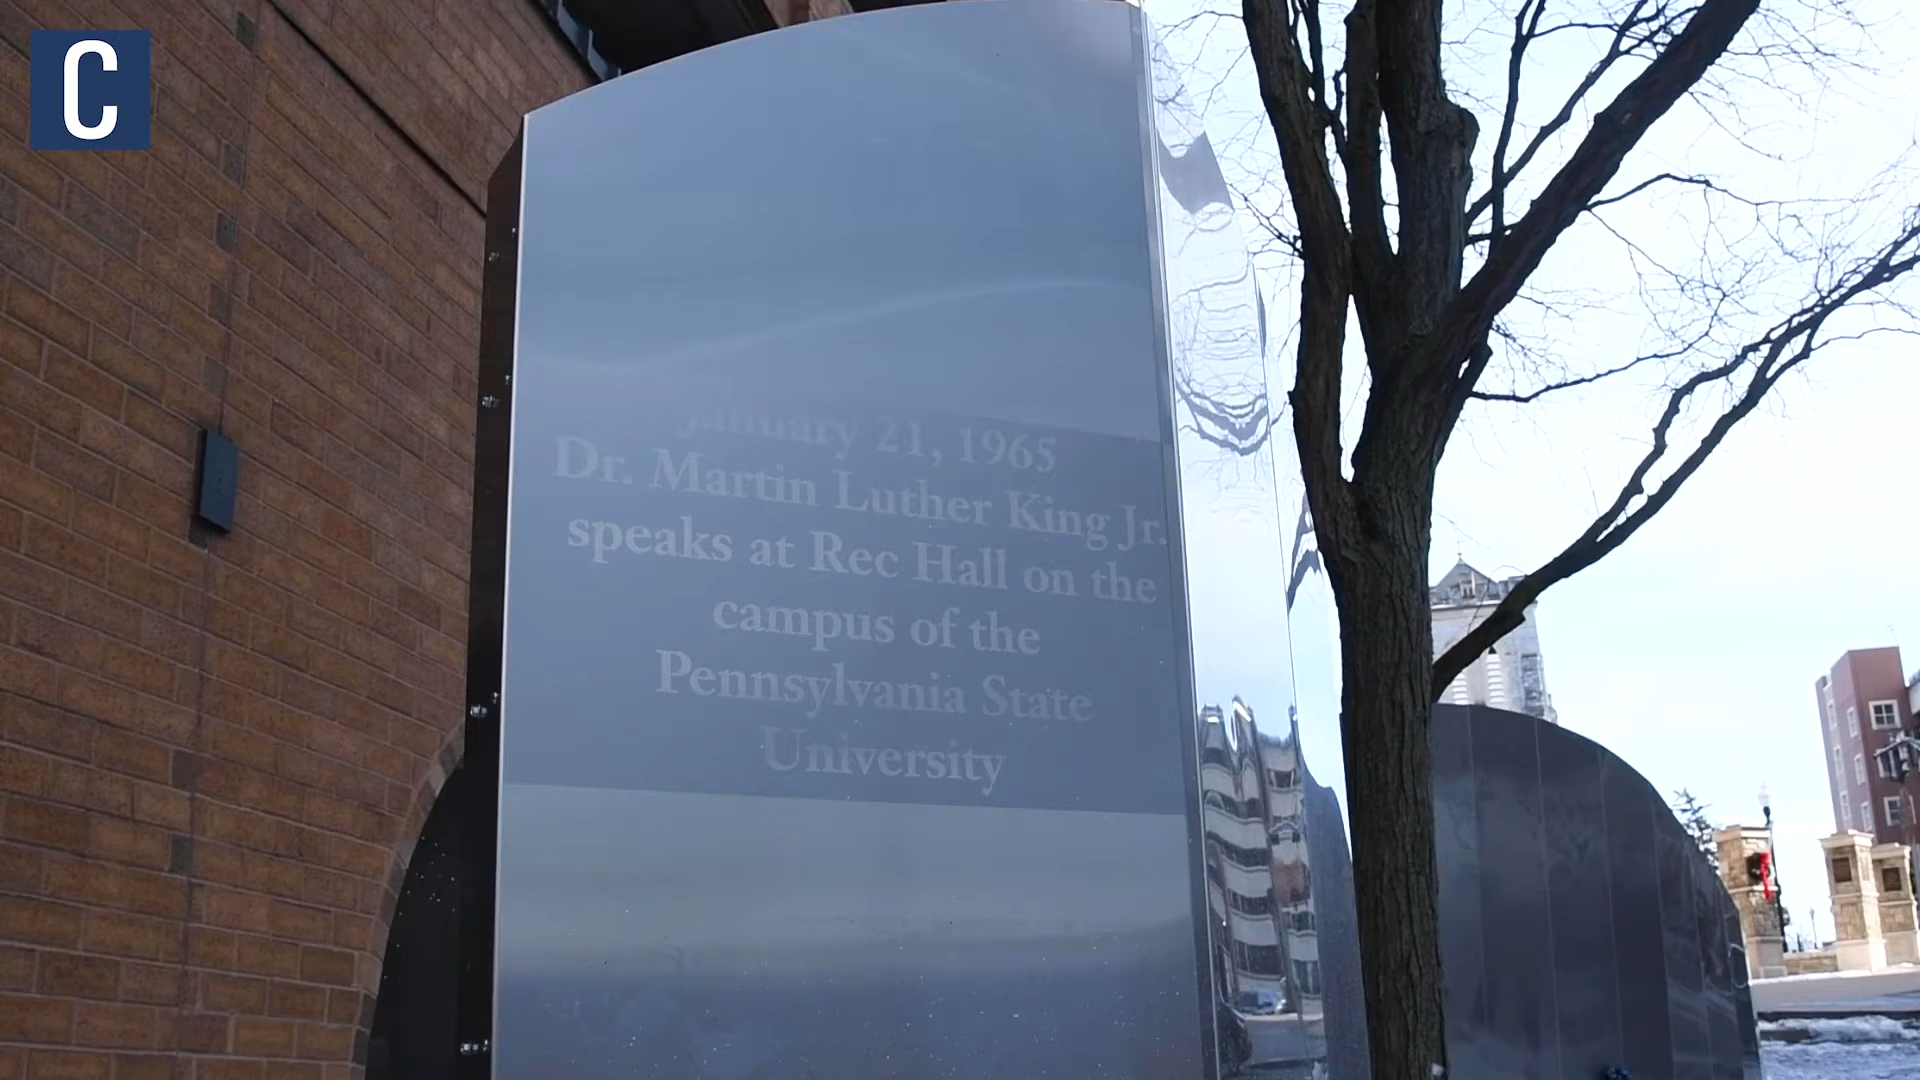 C
January 21, 1965
Dr. Martin Luther King Jr.
speaks at Rec Hall on the
campus of the
Pennsylvania State
University